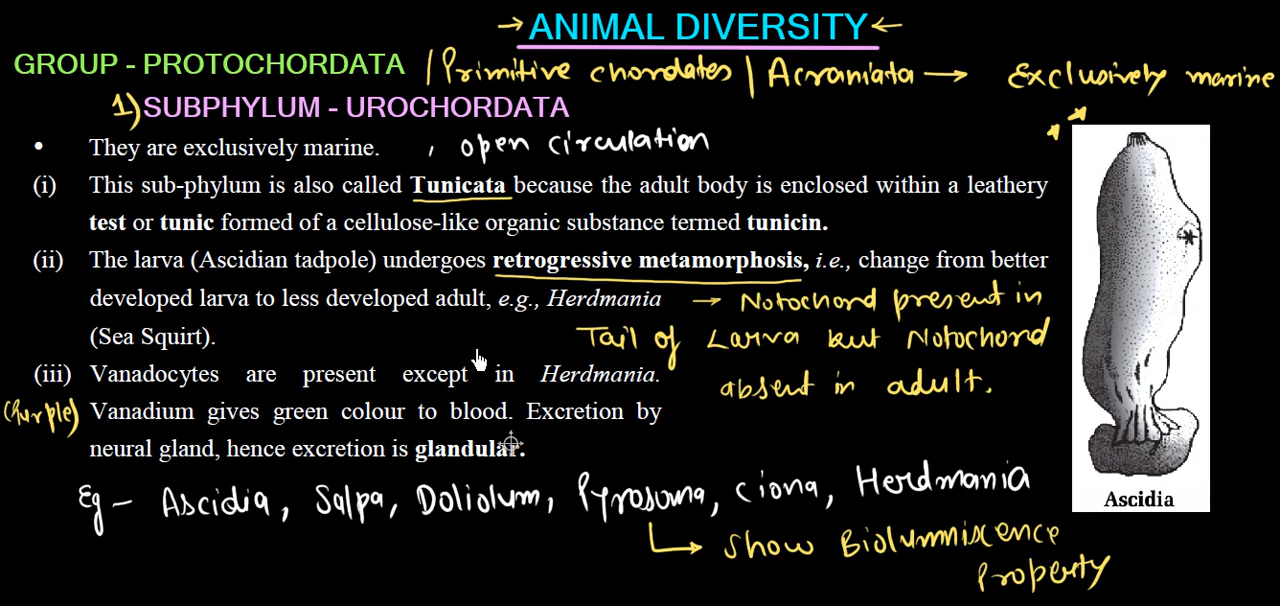 → ANIMAL DIVERSITY ←
GROUP - PROTOCHORDATA / Primitive chordates / Acraniata → Exclusively marine
1) SUBPHYLUM - UROCHORDATA
• They are exclusively marine. , open circulation
(i) This sub-phylum is also called Tunicata because the adult body is enclosed within a leathery
test or tunic formed of a cellulose-like organic substance termed tunicin.
(ii) The larva (Ascidian tadpole) undergoes retrogressive metamorphosis, i.e., change from better
developed larva to less developed adult, e.g., Herdmania → Notochord present in
(Sea Squirt). Tail of Larva but Notochord
(iii) Vanadocytes are present except in Herdmania. absent in adult.
(Purple) Vanadium gives green colour to blood. Excretion by
neural gland, hence excretion is glandular.
Eg - Ascidia, Salpa, Doliolum, Pyrosoma, Ciona, Herdmania
Ascidia
↳ Show Biolumniscence
Property